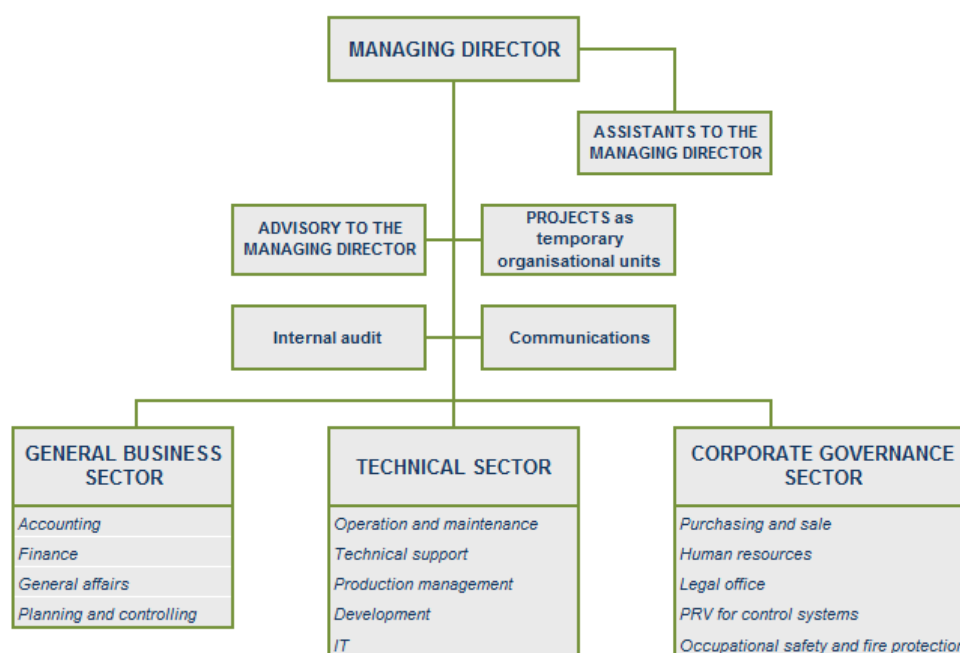 MANAGING DIRECTOR
ASSISTANTS TO THE
MANAGING DIRECTOR
ADVISORY TO THE
MANAGING DIRECTOR
PROJECTS as
temporary
organisational units
Internal audit
Communications
GENERAL BUSINESS
SECTOR
Accounting
Finance
General affairs
Planning and controlling
TECHNICAL SECTOR
Operation and maintenance
Technical support
Production management
Development
IT
CORPORATE GOVERNANCE
SECTOR
Purchasing and sale
Human resources
Legal office
PRV for control systems
Occupational safety and fire protection